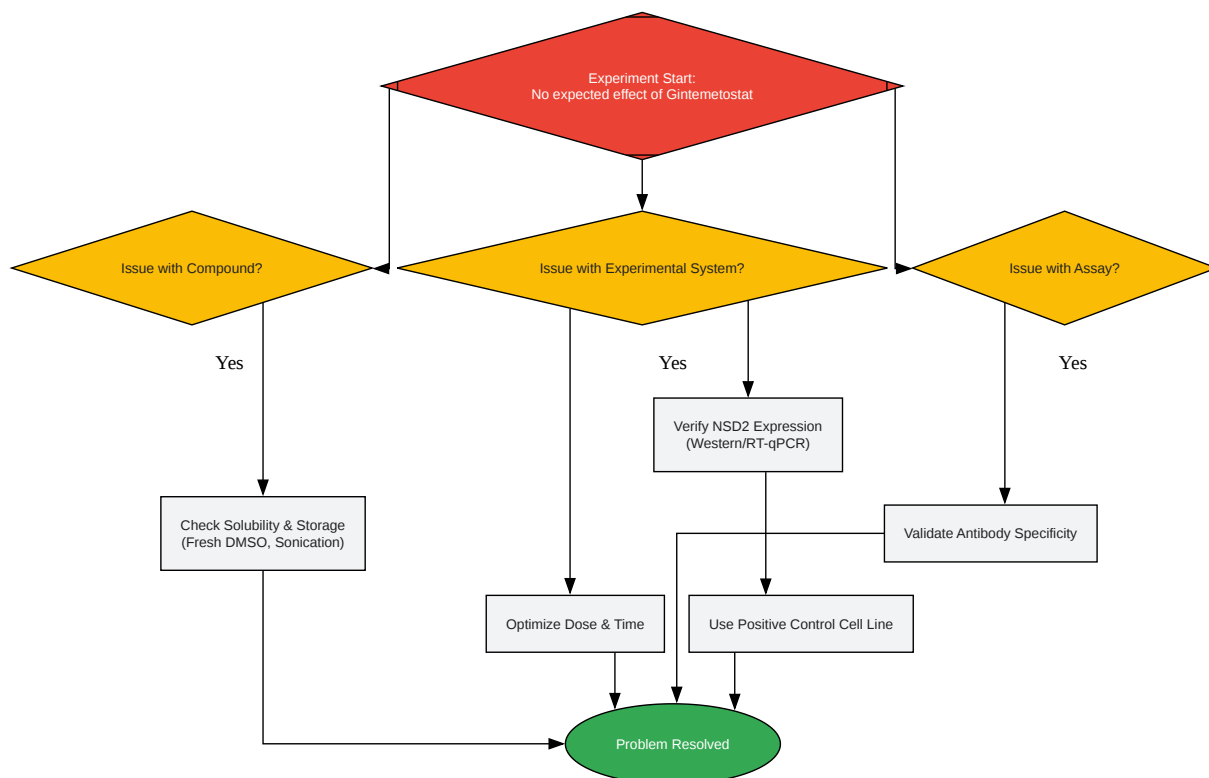 Experiment Start:
No expected effect of Gintemetostat
Issue with Compound?
Issue with Experimental System?
Issue with Assay?
Yes
Yes
Yes
Verify NSD2 Expression
(Western/RT-qPCR)
Check Solubility & Storage
(Fresh DMSO, Sonication)
Validate Antibody Specificity
Optimize Dose & Time
Use Positive Control Cell Line
Problem Resolved